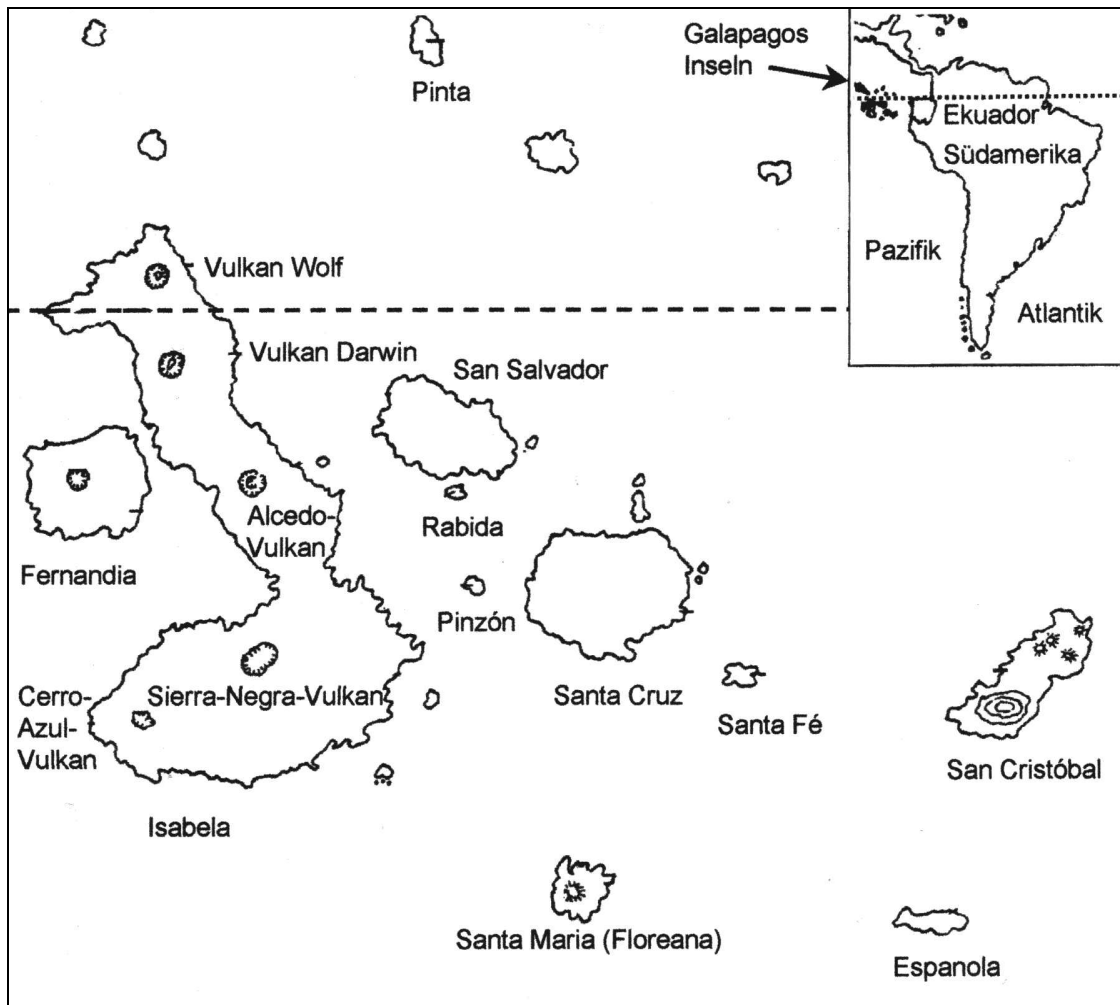 Pinta
Galapagos
Inseln
Ekuador
Südamerika
Pazifik
Atlantik
Vulkan Wolf
Vulkan Darwin
San Salvador
Alcedo-
Vulkan
Rabida
Fernandia
Pinzón
Cerro-
Azul-
Vulkan
Sierra-Negra-Vulkan
Santa Cruz
Santa Fé
San Cristóbal
Isabela
Santa Maria (Floreana)
Espanola